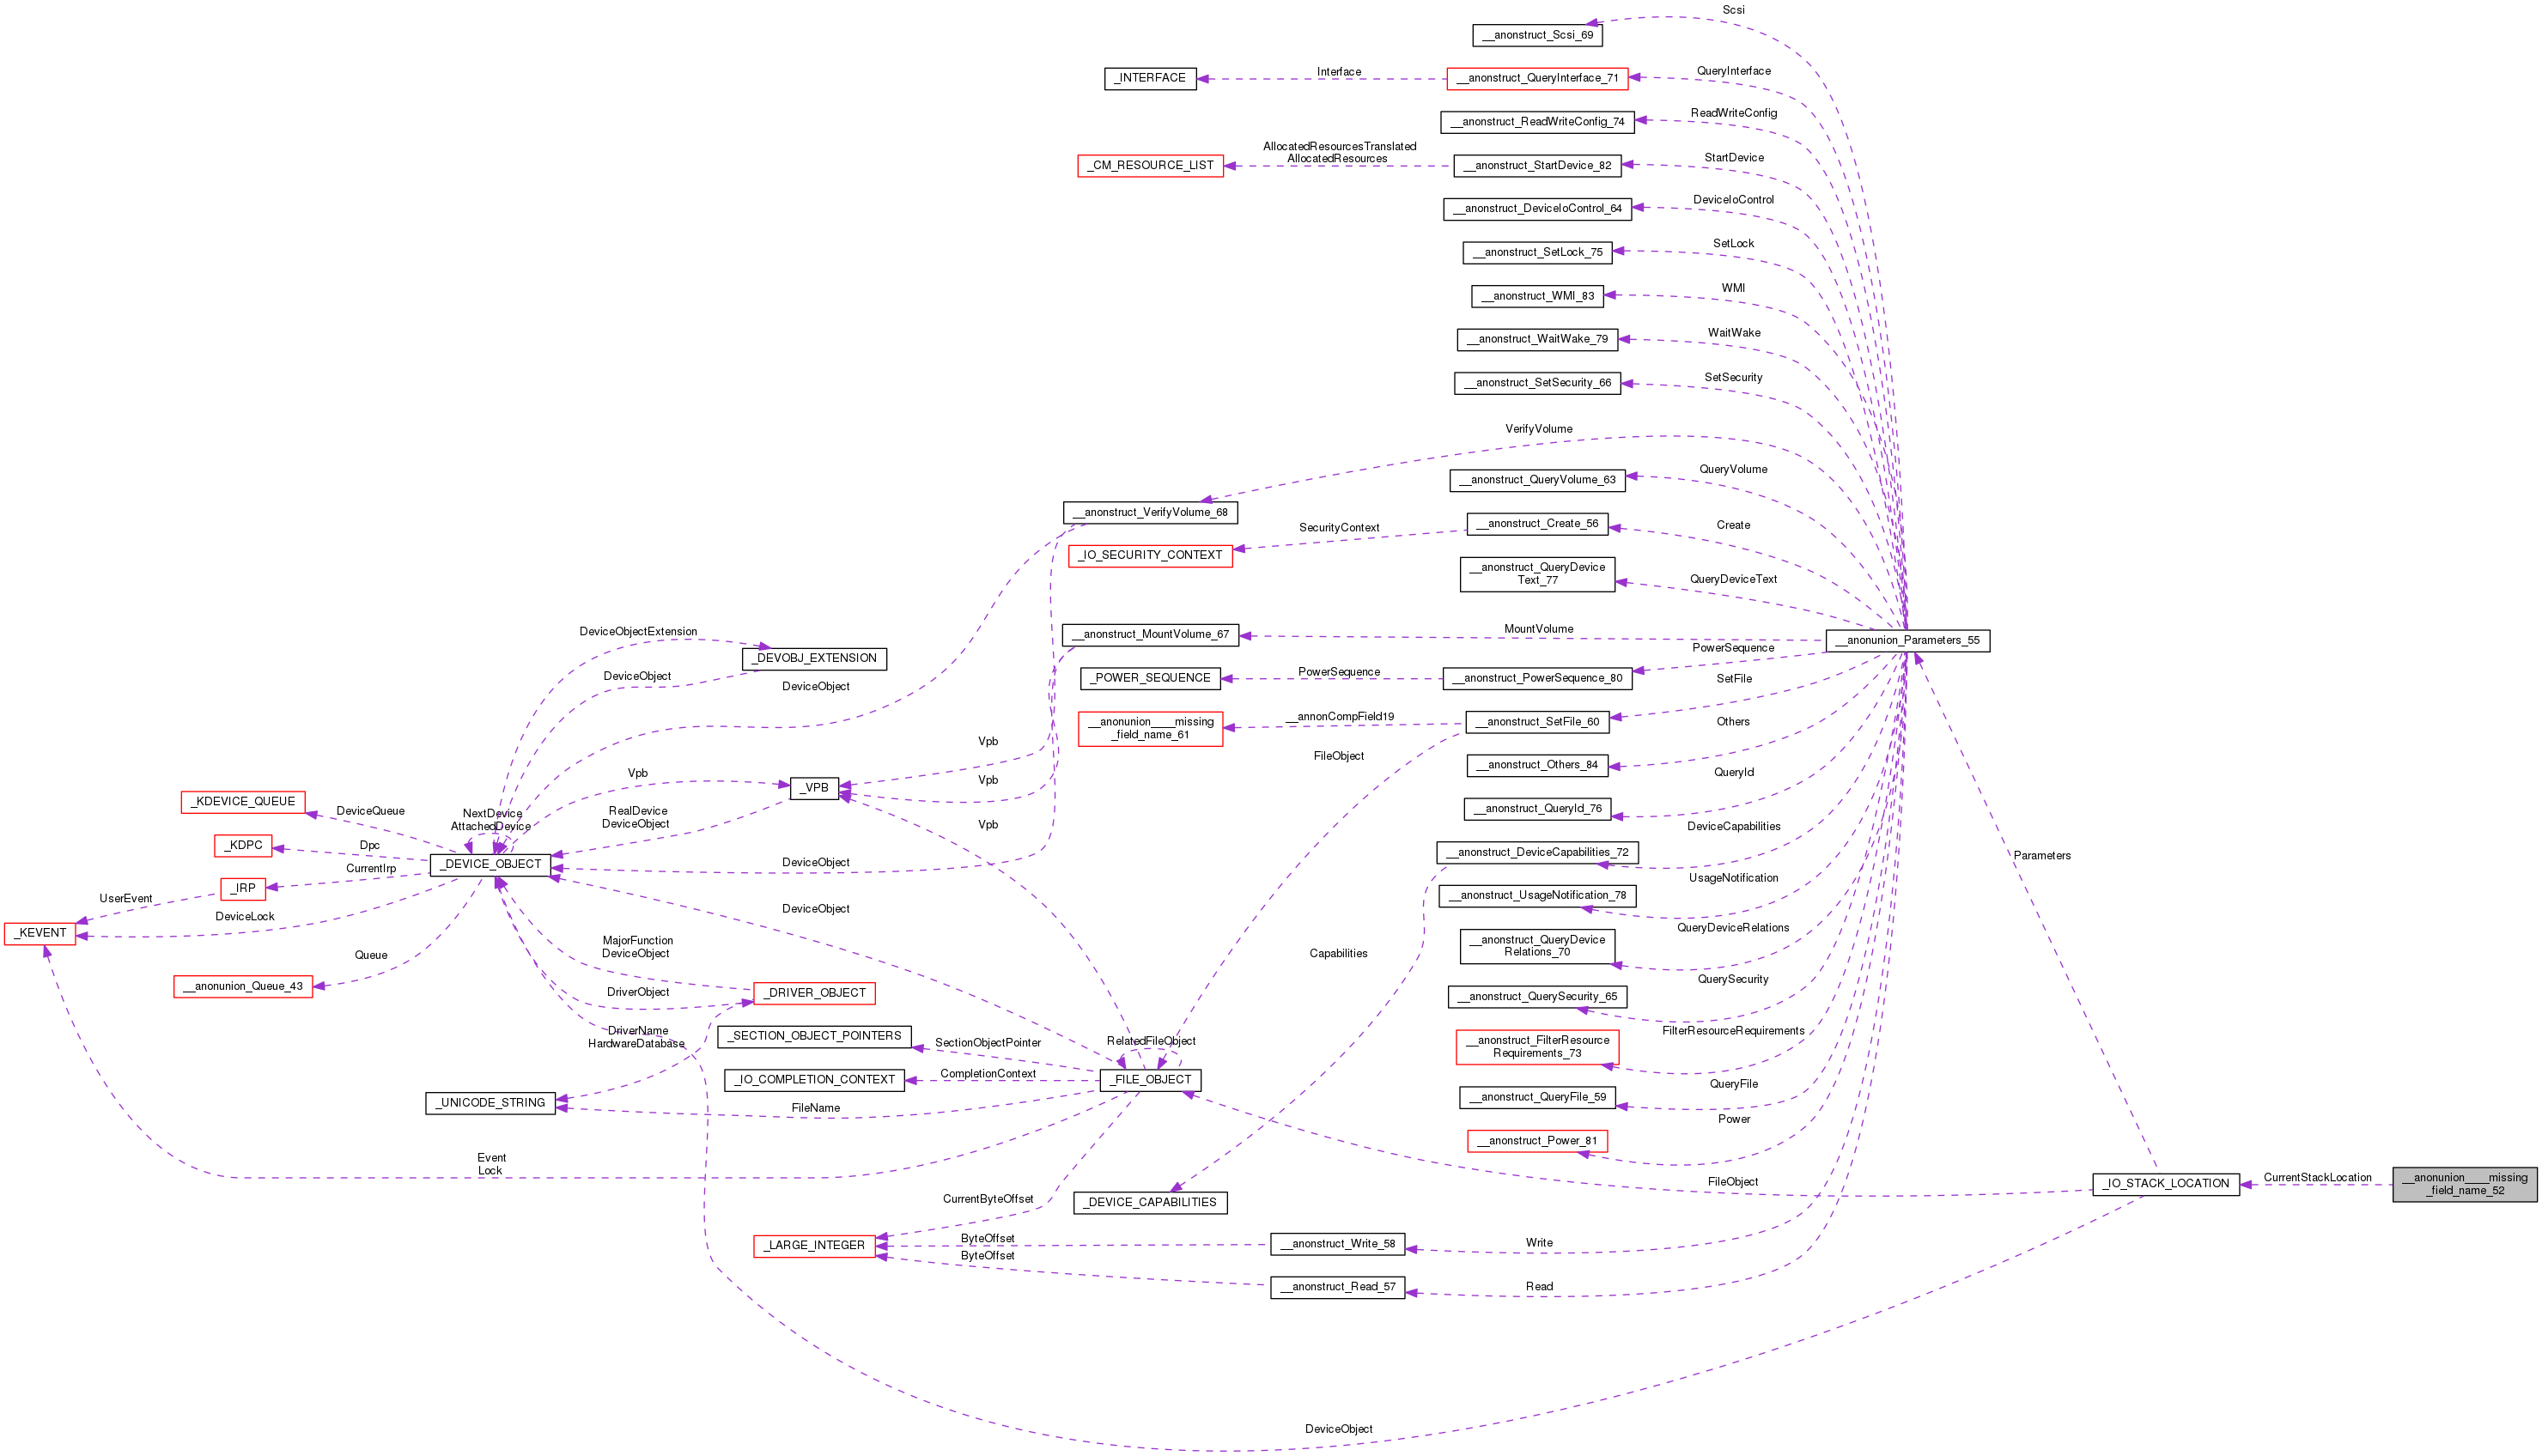 Scsi
__anonstruct_Scsi_69
_INTERFACE
Interface
__anonstruct_QueryInterface_71
QueryInterface
__anonstruct_ReadWriteConfig_74
ReadWriteConfig
_CM_RESOURCE_LIST
AllocatedResourcesTranslated
AllocatedResources
__anonstruct_StartDevice_82
StartDevice
__anonstruct_DeviceIoControl_64
DeviceIoControl
__anonstruct_SetLock_75
SetLock
__anonstruct_WMI_83
WMI
__anonstruct_WaitWake_79
WaitWake
__anonstruct_SetSecurity_66
SetSecurity
VerifyVolume
__anonstruct_VerifyVolume_68
__anonstruct_QueryVolume_63
QueryVolume
_IO_SECURITY_CONTEXT
SecurityContext
__anonstruct_Create_56
Create
__anonstruct_QueryDevice
Text_77
QueryDeviceText
__anonstruct_MountVolume_67
MountVolume
__anonunion_Parameters_55
DeviceObjectExtension
_DEVOBJ_EXTENSION
DeviceObject
DeviceObject
_POWER_SEQUENCE
PowerSequence
__anonstruct_PowerSequence_80
PowerSequence
__anonunion____missing
_field_name_61
__annonCompField19
__anonstruct_SetFile_60
SetFile
FileObject
__anonstruct_Others_84
Others
__anonstruct_QueryId_76
QueryId
Vpb
Vpb
Vpb
Vpb
_VPB
RealDevice
DeviceObject
_KDEVICE_QUEUE
DeviceQueue
NextDevice
AttachedDevice
_KDPC
Dpc
_DEVICE_OBJECT
DeviceObject
_IRP
CurrentIrp
UserEvent
DeviceLock
_KEVENT
__anonunion_Queue_43
Queue
DeviceObject
MajorFunction
DeviceObject
DriverObject
_DRIVER_OBJECT
DriverName
HardwareDatabase
__anonstruct_DeviceCapabilities_72
DeviceCapabilities
Capabilities
__anonstruct_UsageNotification_78
UsageNotification
__anonstruct_QueryDevice
Relations_70
QueryDeviceRelations
__anonstruct_QuerySecurity_65
QuerySecurity
__anonstruct_FilterResource
Requirements_73
FilterResourceRequirements
_SECTION_OBJECT_POINTERS
SectionObjectPointer
RelatedFileObject
_FILE_OBJECT
_IO_COMPLETION_CONTEXT
CompletionContext
_UNICODE_STRING
FileName
__anonstruct_QueryFile_59
QueryFile
__anonstruct_Power_81
Power
Parameters
Event
Lock
CurrentByteOffset
_DEVICE_CAPABILITIES
FileObject
_IO_STACK_LOCATION
CurrentStackLocation
__anonunion____missing
_field_name_52
_LARGE_INTEGER
ByteOffset
ByteOffset
__anonstruct_Write_58
Write
__anonstruct_Read_57
Read
DeviceObject